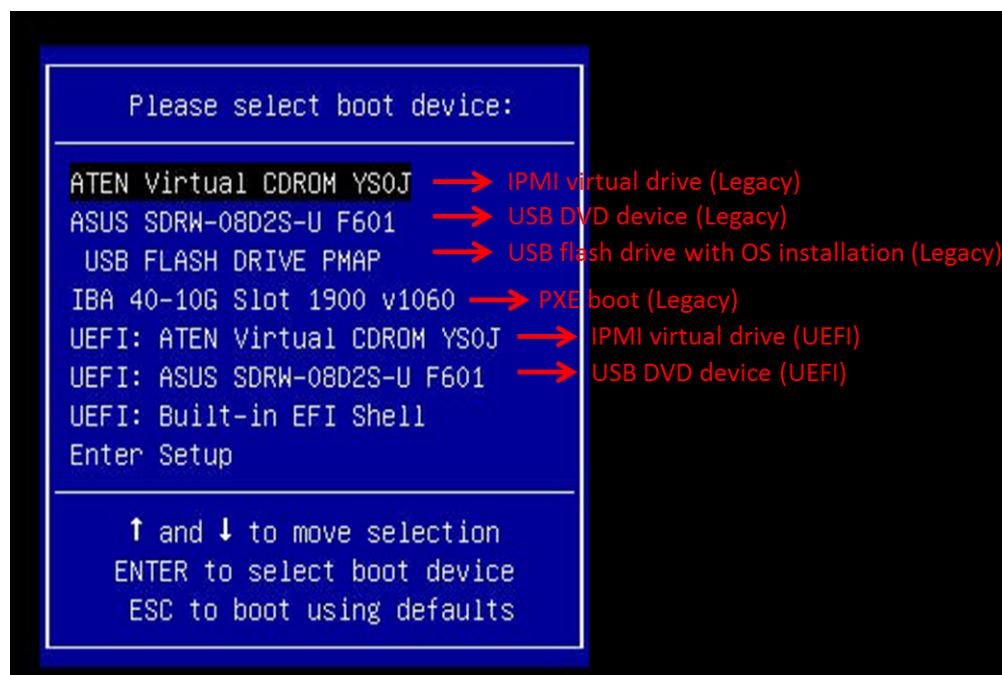 Please select boot device:
ATEN Virtual CDROM YS0J → IPMI virtual drive (Legacy)
ASUS SDRW-08D2S-U F601 → USB DVD device (Legacy)
USB FLASH DRIVE PMAP → USB flash drive with OS installation (Legacy)
IBA 40-10G Slot 1900 v1060 → PXE boot (Legacy)
UEFI: ATEN Virtual CDROM YS0J → IPMI virtual drive (UEFI)
UEFI: ASUS SDRW-08D2S-U F601 → USB DVD device (UEFI)
UEFI: Built-in EFI Shell
Enter Setup
↑ and ↓ to move selection
ENTER to select boot device
ESC to boot using defaults